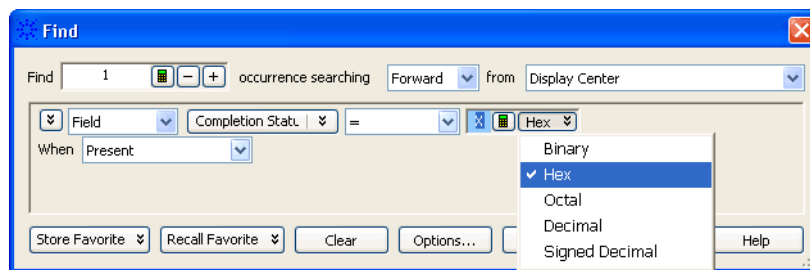 Find
Find 1 occurrence searching Forward from Display Center
Field Completion Statu = X Hex
When Present
Binary
Hex
Octal
Decimal
Signed Decimal
Store Favorite Recall Favorite Clear Options... Help